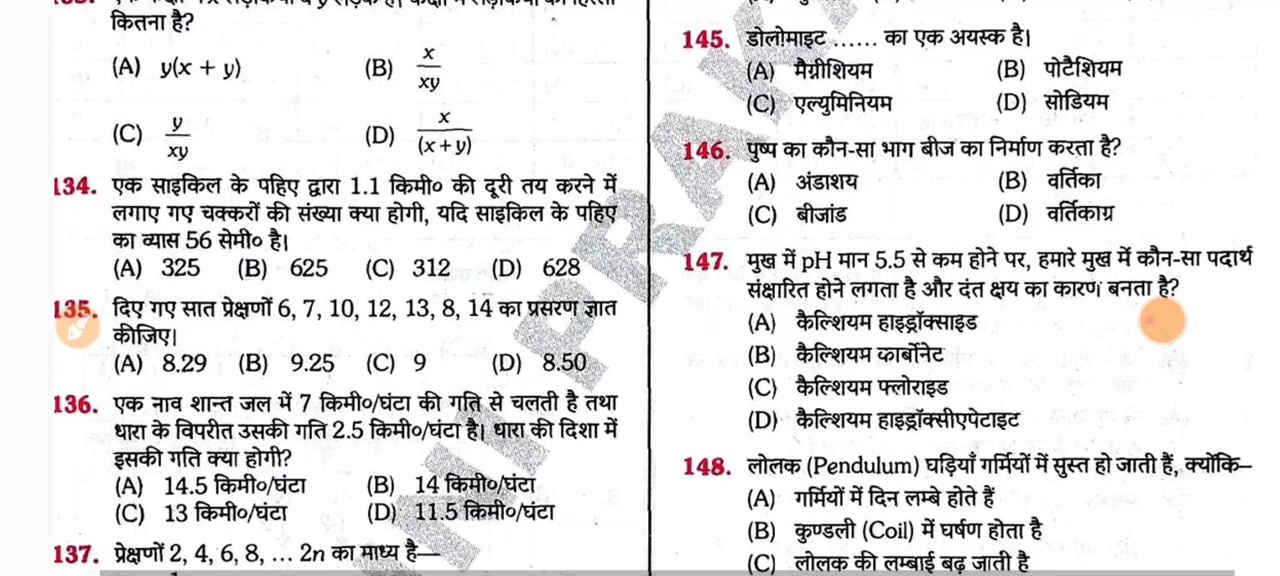 कितना है?
(A) y(x + y) (B) x/xy
(C) y/xy (D) x/(x+y)
134. एक साइकिल के पहिए द्वारा 1.1 किमी० की दूरी तय करने में
लगाए गए चक्करों की संख्या क्या होगी, यदि साइकिल के पहिए
का व्यास 56 सेमी० है।
(A) 325 (B) 625 (C) 312 (D) 628
135. दिए गए सात प्रेक्षणों 6, 7, 10, 12, 13, 8, 14 का प्रसरण ज्ञात
कीजिए।
(A) 8.29 (B) 9.25 (C) 9 (D) 8.50
136. एक नाव शान्त जल में 7 किमी०/घंटा की गति से चलती है तथा
धारा के विपरीत उसकी गति 2.5 किमी०/घंटा है। धारा की दिशा में
इसकी गति क्या होगी?
(A) 14.5 किमी०/घंटा (B) 14 किमी०/घंटा
(C) 13 किमी०/घंटा (D) 11.5 किमी०/घंटा
137. प्रेक्षणों 2, 4, 6, 8, ... 2n का माध्य है—
145. डोलोमाइट ...... का एक अयस्क है।
(A) मैग्नीशियम (B) पोटैशियम
(C) एल्युमिनियम (D) सोडियम
146. पुष्प का कौन-सा भाग बीज का निर्माण करता है?
(A) अंडाशय (B) वर्तिका
(C) बीजांड (D) वर्तिकाग्र
147. मुख में pH मान 5.5 से कम होने पर, हमारे मुख में कौन-सा पदार्थ
संक्षारित होने लगता है और दंत क्षय का कारण बनता है?
(A) कैल्शियम हाइड्रॉक्साइड
(B) कैल्शियम कार्बोनेट
(C) कैल्शियम फ्लोराइड
(D) कैल्शियम हाइड्रॉक्सीएपेटाइट
148. लोलक (Pendulum) घड़ियाँ गर्मियों में सुस्त हो जाती हैं, क्योंकि—
(A) गर्मियों में दिन लम्बे होते हैं
(B) कुण्डली (Coil) में घर्षण होता है
(C) लोलक की लम्बाई बढ़ जाती है